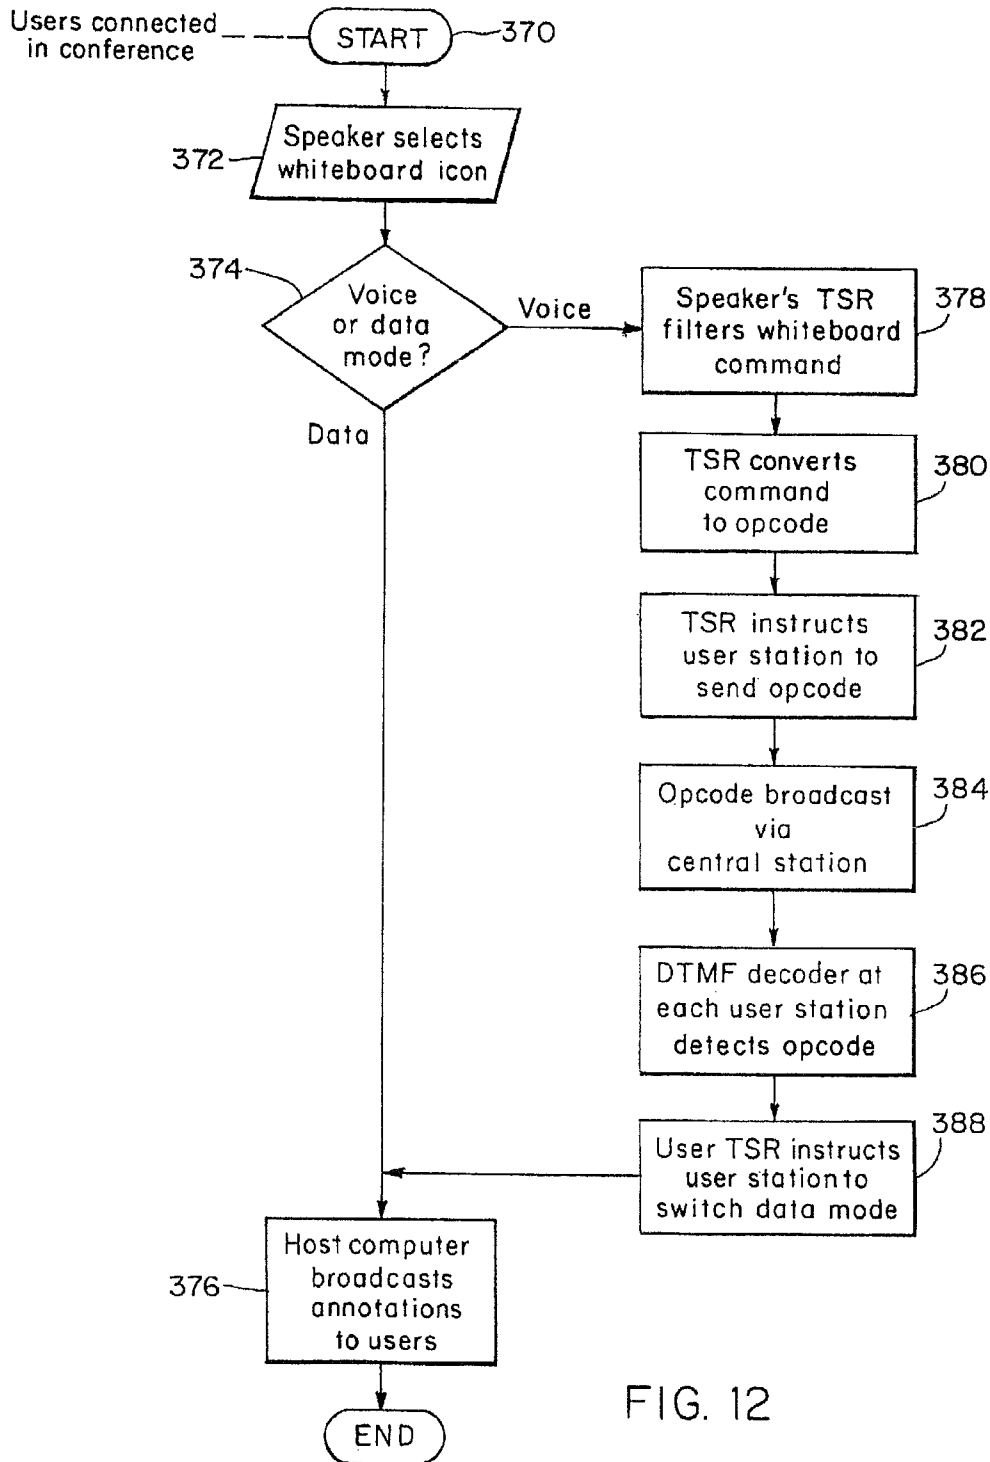 Users connected
in conference
START
370
Speaker selects
whiteboard icon
372
374
Voice
or data
mode?
Voice
Data
Speaker's TSR
filters whiteboard
command
378
TSR converts
command
to opcode
380
TSR instructs
user station to
send opcode
382
Opcode broadcast
via
central station
384
DTMF decoder at
each user station
detects opcode
386
User TSR instructs
user station to
switch data mode
388
Host computer
broadcasts
annotations
to users
376
END
FIG. 12